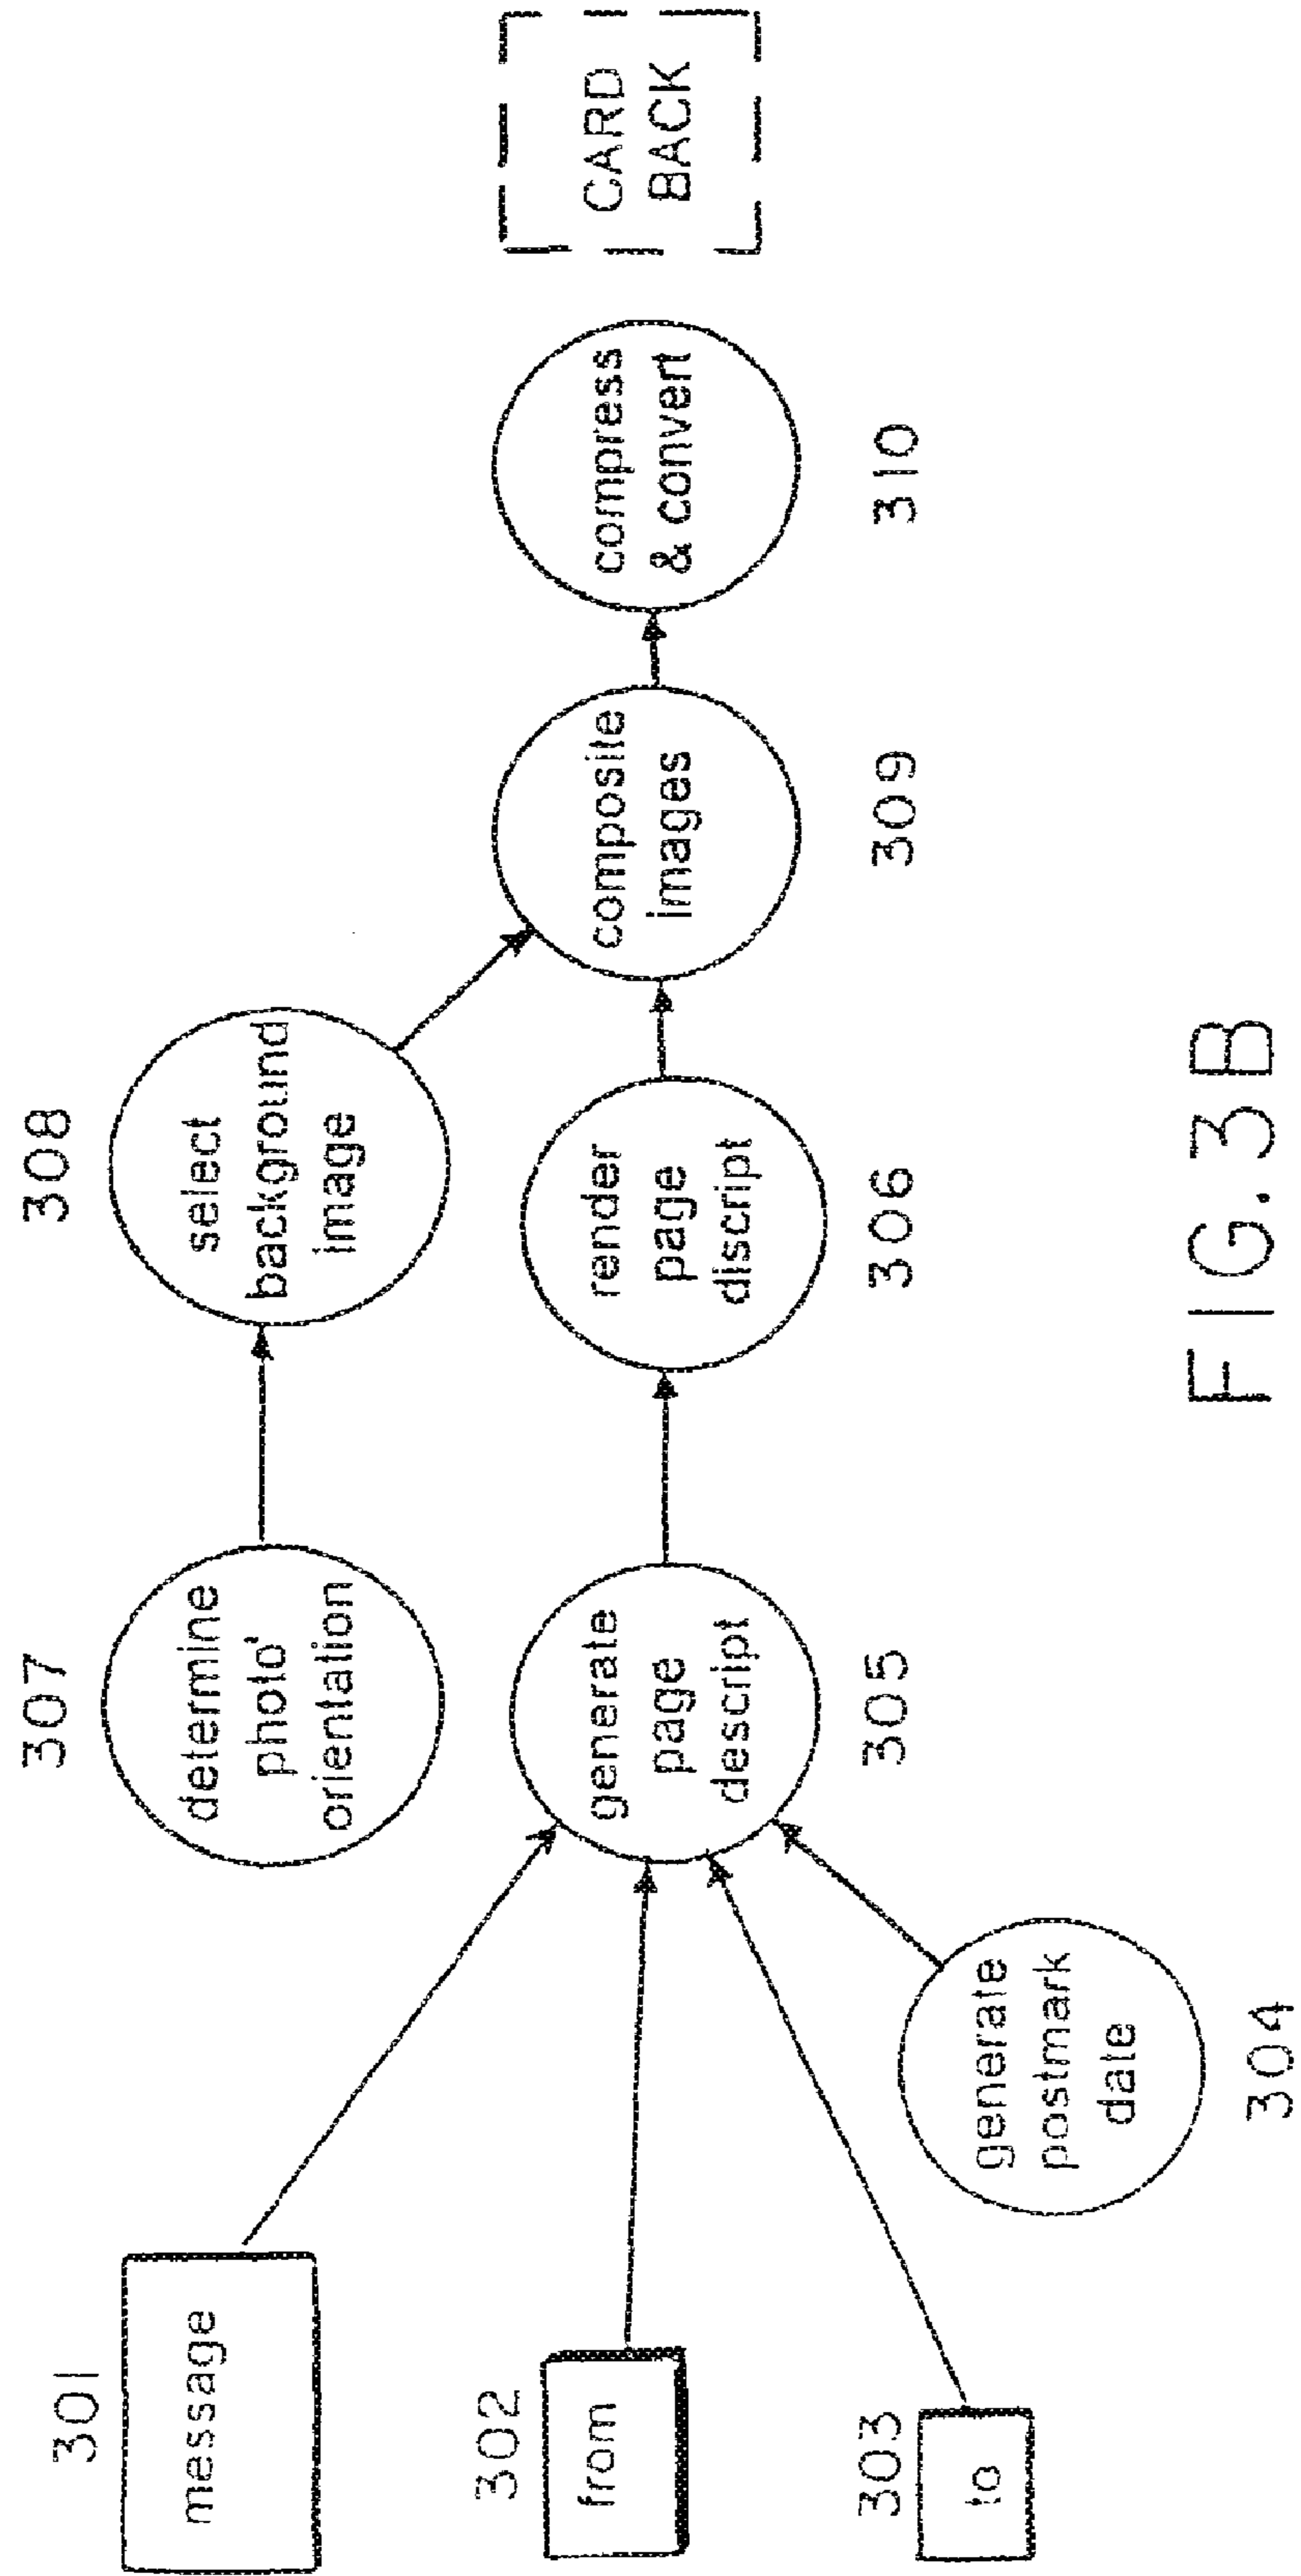 301
message
302
from
303
to
304
generate
postmark
date
305
generate
page
descript
307
determine
photo'
orientation
308
select
background
image
306
render
page
discript
309
composite
images
310
compress
& convert
CARD
BACK
FIG. 3B